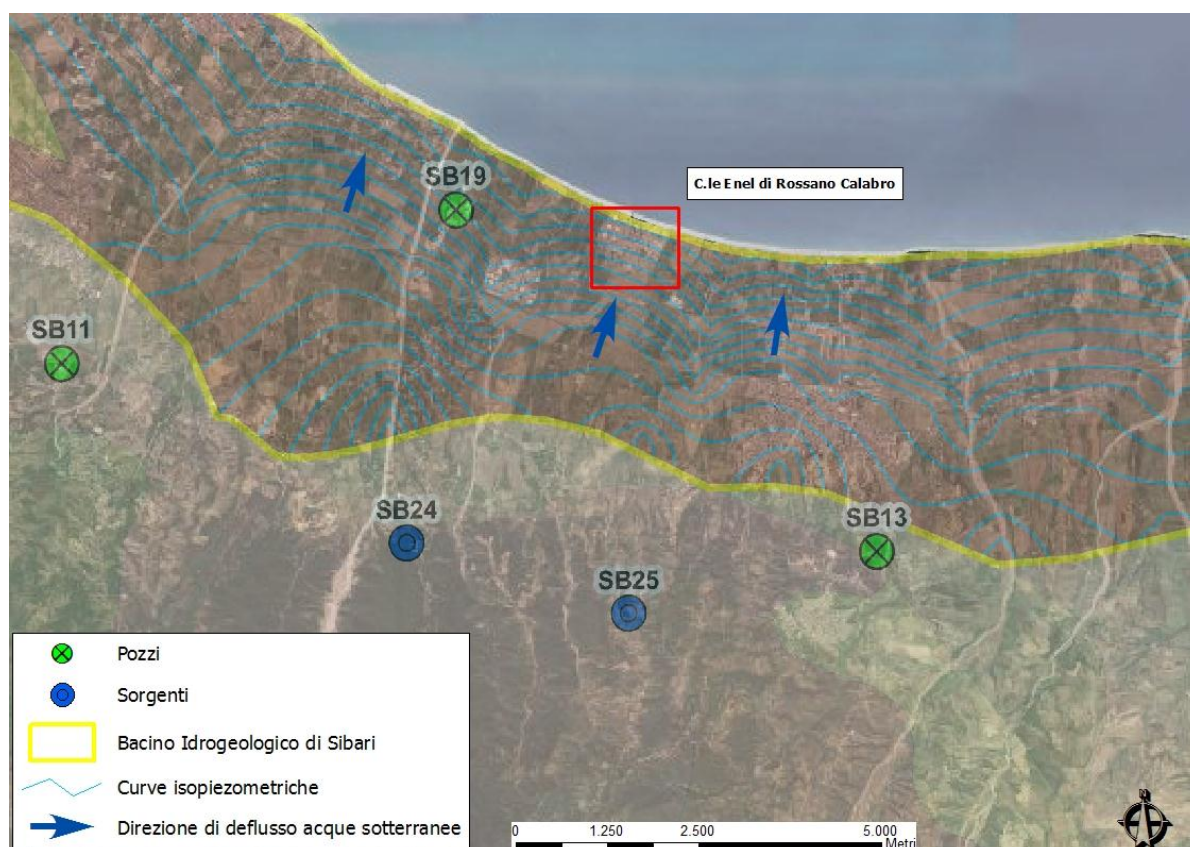 C.le Enel di Rossano Calabro
SB19
SB11
SB24
SB13
SB25
Pozzi
Sorgenti
Bacino Idrogeologico di Sibari
Curve isopiezometriche
Direzione di deflusso acque sotterranee
0 1.250 2.500 5.000
Metri